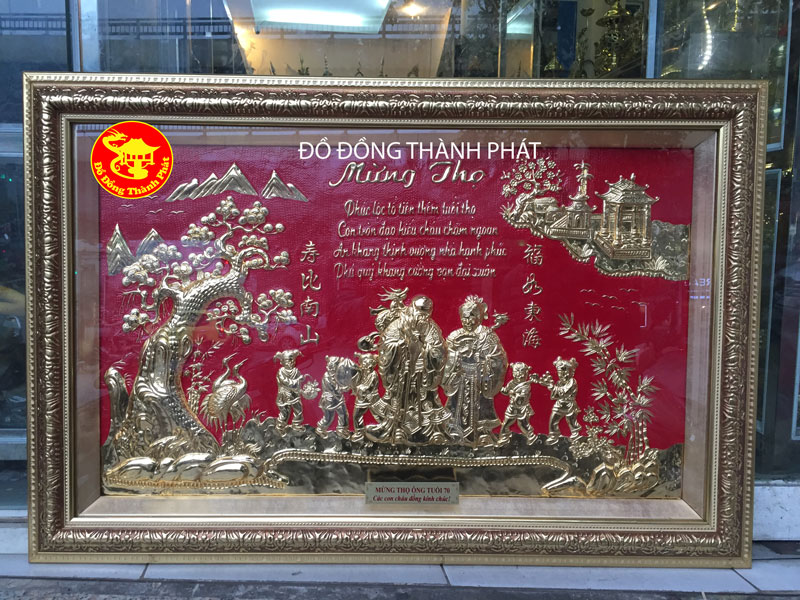 ĐỒ ĐỒNG THÀNH PHÁT
Đồ Đồng Thành Phát
Mừng Thọ
Phúc lộc tổ tiên thêm tuổi thọ
Con tròn đạo hiếu cháu chăm ngoan
An khang thịnh vượng nhà hạnh phúc
Phú quý khang cường vạn đại xuân
寿比南山
福如東海
MỪNG THỌ ÔNG TUỔI 70
Các con cháu đồng kính chúc!